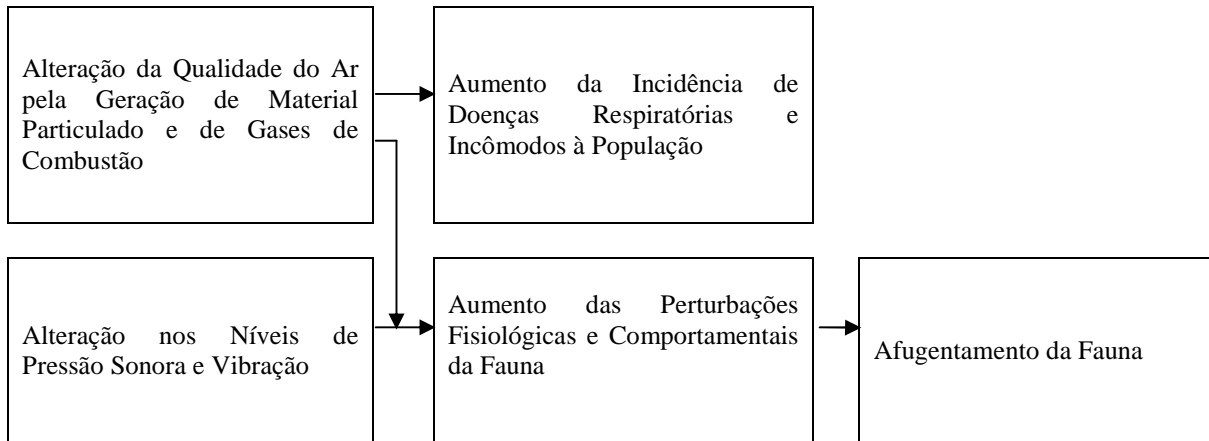 Alteração da Qualidade do Ar
pela Geração de Material
Particulado e de Gases de
Combustão
Aumento da Incidência de
Doenças Respiratórias e
Incômodos à População
Alteração nos Níveis de
Pressão Sonora e Vibração
Aumento das Perturbações
Fisiológicas e Comportamentais
da Fauna
Afugentamento da Fauna